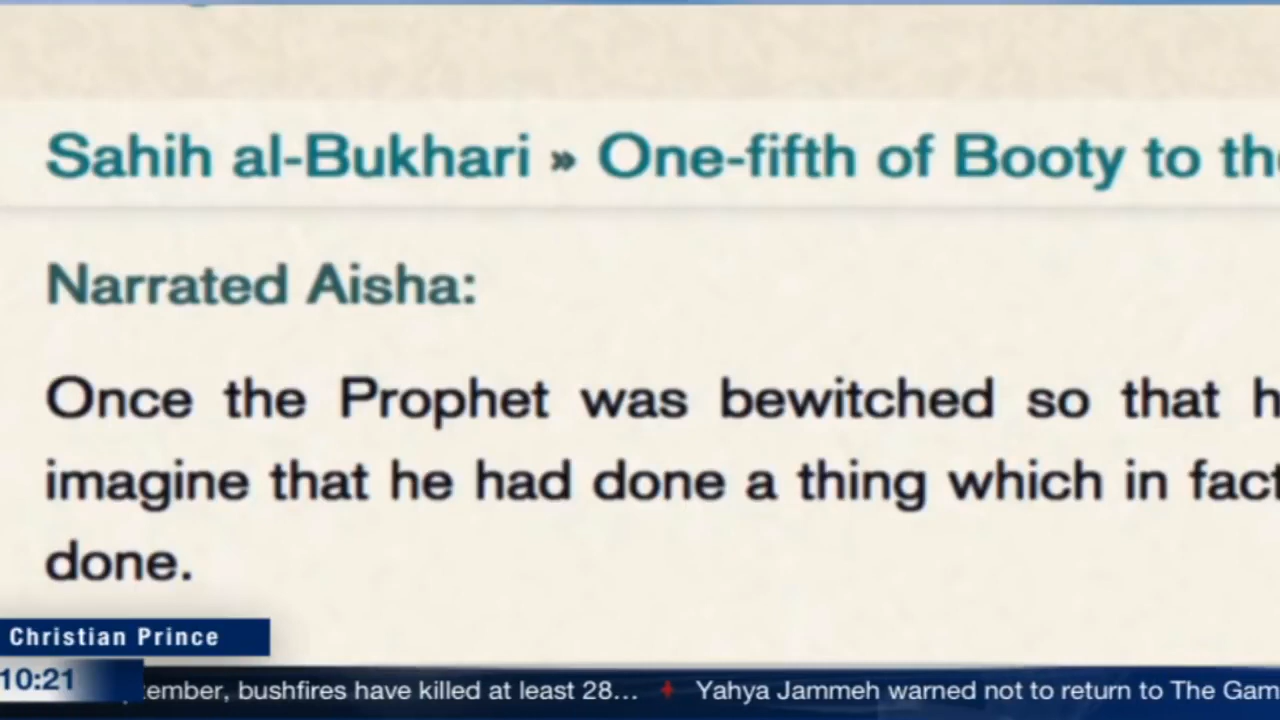 Sahih al-Bukhari » One-fifth of Booty to th
Narrated Aisha:
Once the Prophet was bewitched so that h
imagine that he had done a thing which in fact
done.
Christian Prince
10:21
tember, bushfires have killed at least 28... ♦ Yahya Jammeh warned not to return to The Gam